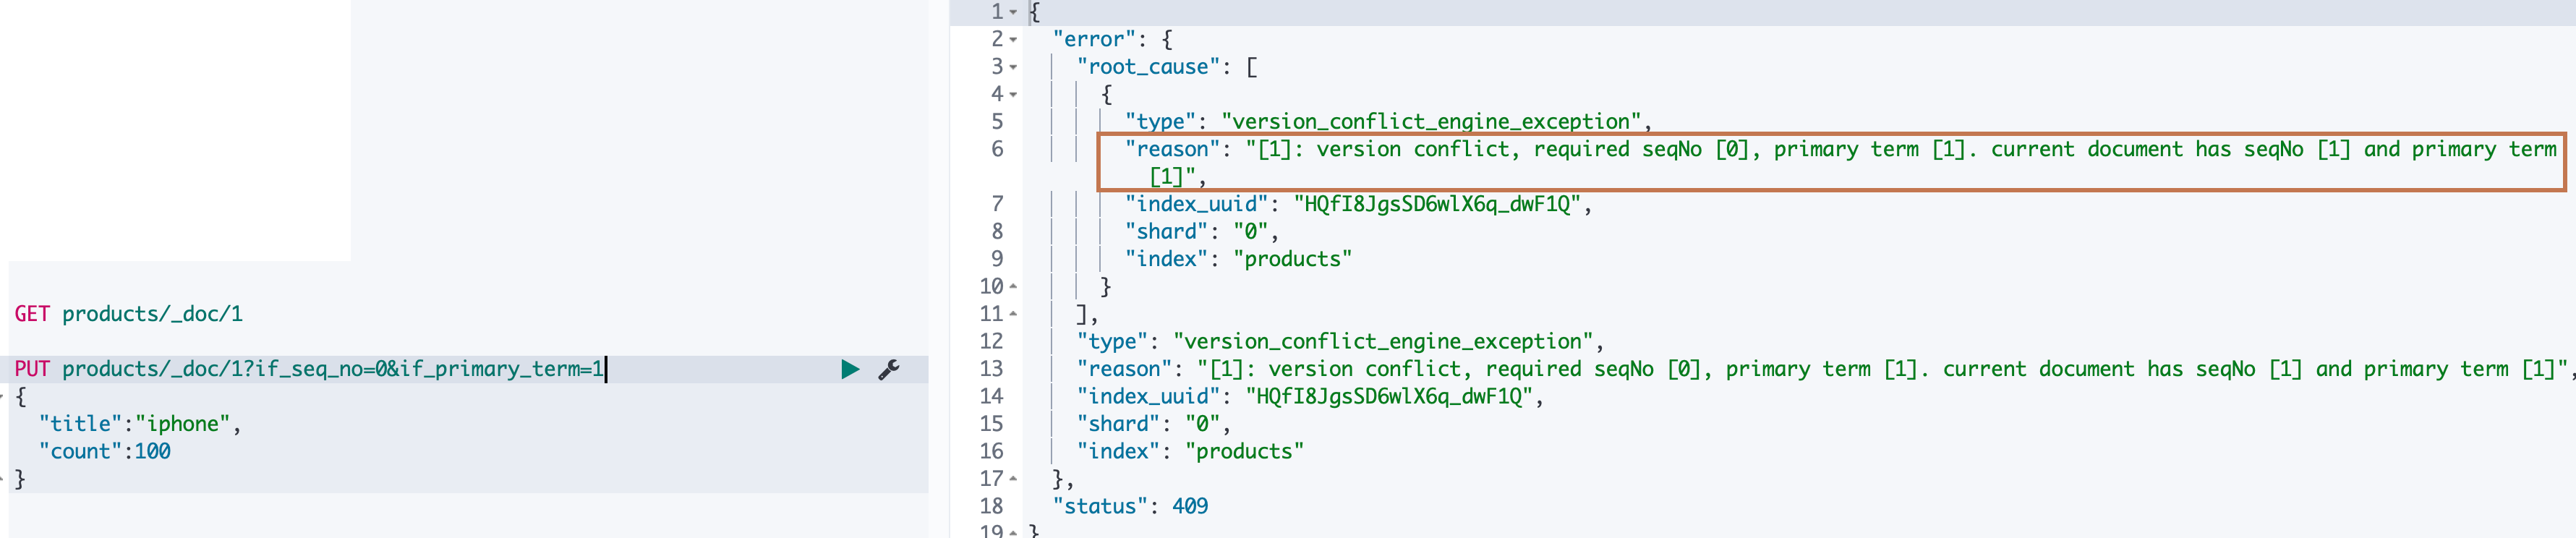 GET products/_doc/1
PUT products/_doc/1?if_seq_no=0&if_primary_term=1
{
"title":"iphone",
"count":100
}
1 {
2 "error": {
3 "root_cause": [
4 {
5 "type": "version_conflict_engine_exception",
6 "reason": "[1]: version conflict, required seqNo [0], primary term [1]. current document has seqNo [1] and primary term
[1]",
7 "index_uuid": "HQfI8JgsSD6wlX6q_dwF1Q",
8 "shard": "0",
9 "index": "products"
10 }
11 ],
12 "type": "version_conflict_engine_exception",
13 "reason": "[1]: version conflict, required seqNo [0], primary term [1]. current document has seqNo [1] and primary term [1]",
14 "index_uuid": "HQfI8JgsSD6wlX6q_dwF1Q",
15 "shard": "0",
16 "index": "products"
17 },
18 "status": 409
19 }